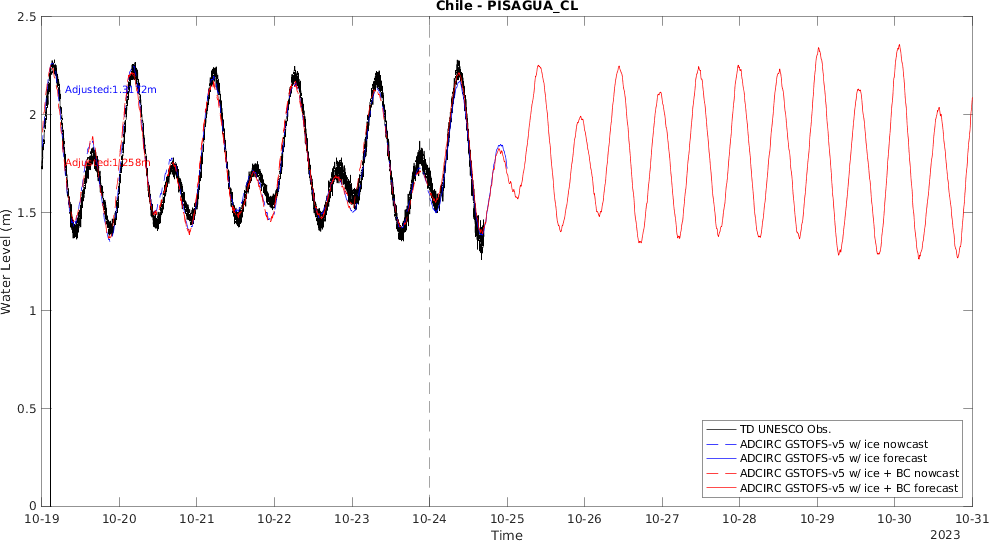 Chile - PISAGUA_CL
2.5
2
1.5
1
0.5
0
Water Level (m)
Adjusted:1.3172m
Adjusted:1.258m
TD UNESCO Obs.
ADCIRC GSTOFS-v5 w/ ice nowcast
ADCIRC GSTOFS-v5 w/ ice forecast
ADCIRC GSTOFS-v5 w/ ice + BC nowcast
ADCIRC GSTOFS-v5 w/ ice + BC forecast
10-19 10-20 10-21 10-22 10-23 10-24 10-25 10-26 10-27 10-28 10-29 10-30 10-31
Time
2023